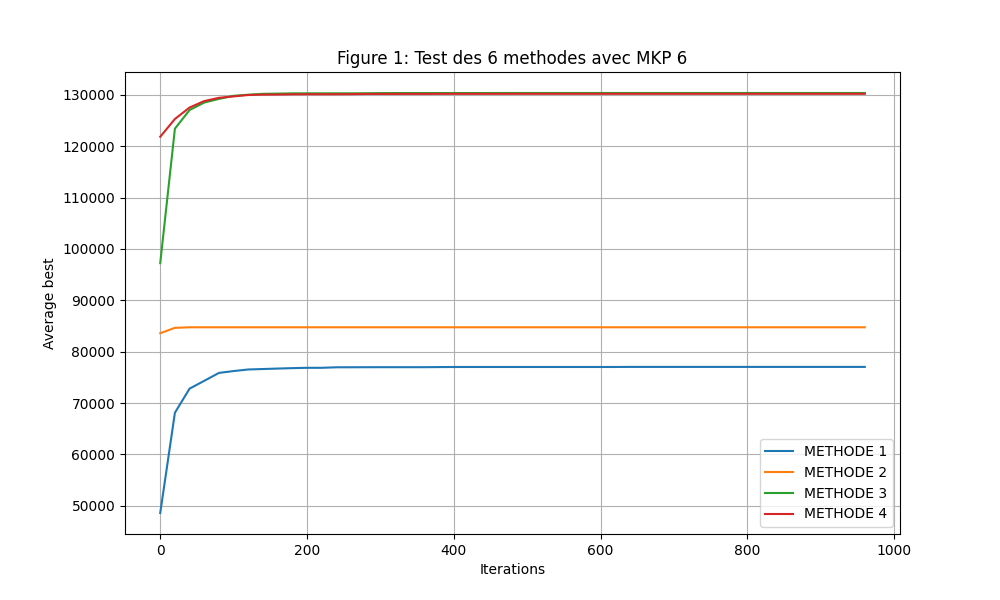 Figure 1: Test des 6 methodes avec MKP 6
130000
120000
110000
100000
90000
80000
70000
60000
50000
Average best
METHODE 1
METHODE 2
METHODE 3
METHODE 4
0 200 400 600 800 1000
Iterations